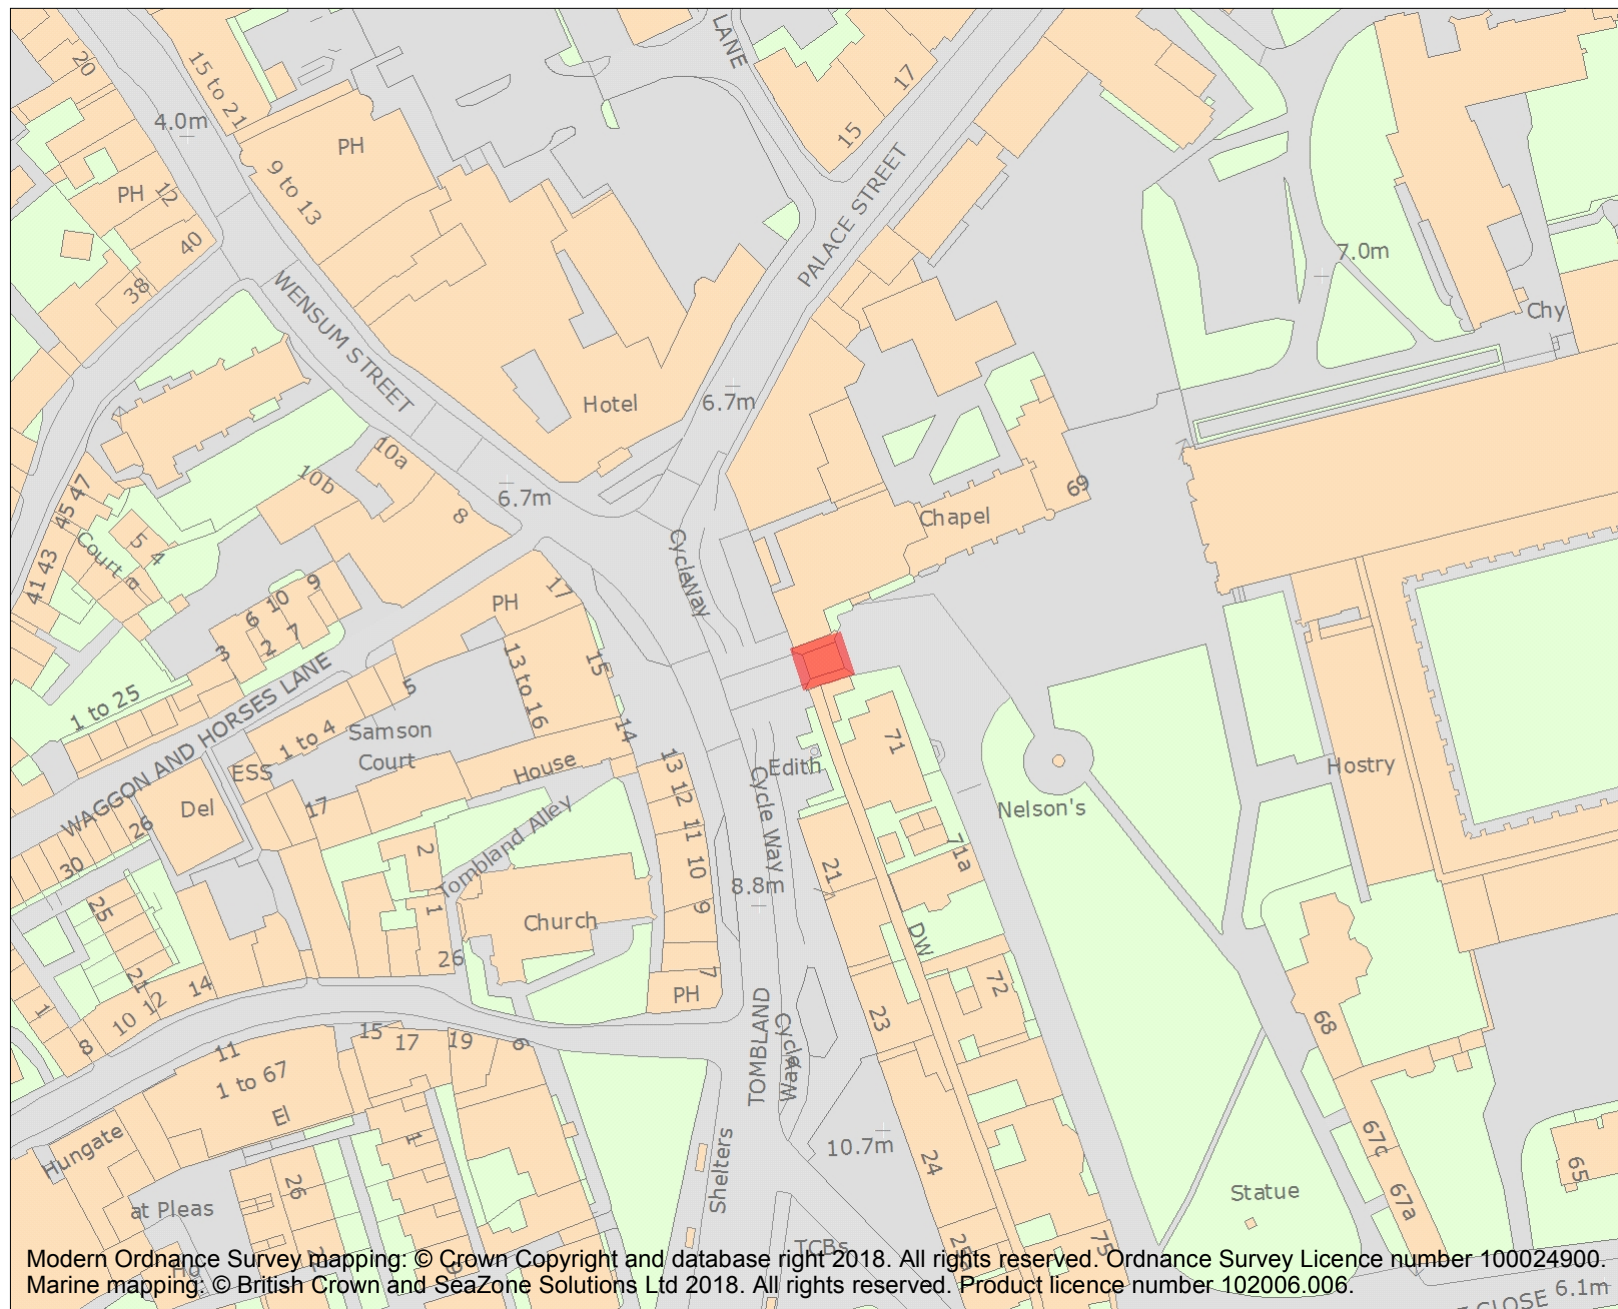 LANE
20
15 to 21
17
4.0m
PH
15
9 to 13
PH
12
40
PALACE STREET
7.0m
38
WENSUM STREET
Chy
Hotel
6.7m
10a
10b
69
45 47
6.7m
8
Chapel
5 4
Court
41 43
CycleWay
9
10
6
PH
17
7
2
3
15
5
13 to 16
1 to 25
WAGGON AND HORSES LANE
1 to 4
Samson
Court
14
71
13
House
Edith
ESS
12
Hostry
17
Del
26
Cycle Way
Nelson's
11
2
Tombland Alley
71a
10
21
30
8.8m
25
1
9
Church
DW
26
7
72
21
14
12
10
PH
23
1
68
TOMBLAND
Cycle Way
15
17
19
6
8
11
1 to 67
El
Hungate
1
10.7m
67c
24
Shelters
65
26
Statue
67a
at Pleas
TCBs
75
Modern Ordnance Survey mapping: © Crown Copyright and database right 2018. All rights reserved. Ordnance Survey Licence number 100024900.
Marine mapping: © British Crown and SeaZone Solutions Ltd 2018. All rights reserved. Product licence number 102006.006.
CLOSE
6.1m